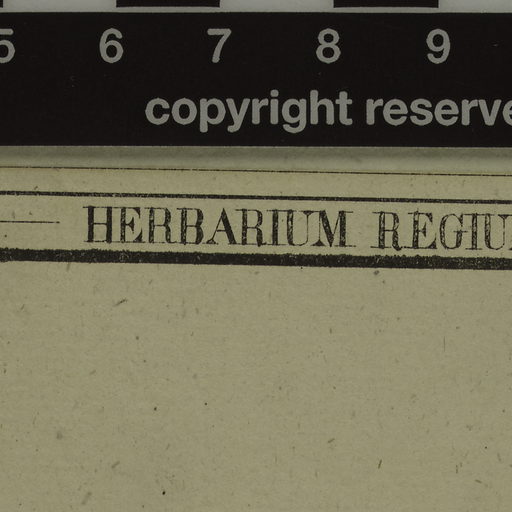 5 6 7 8 9
copyright reserve
HERBARIUM REGIU